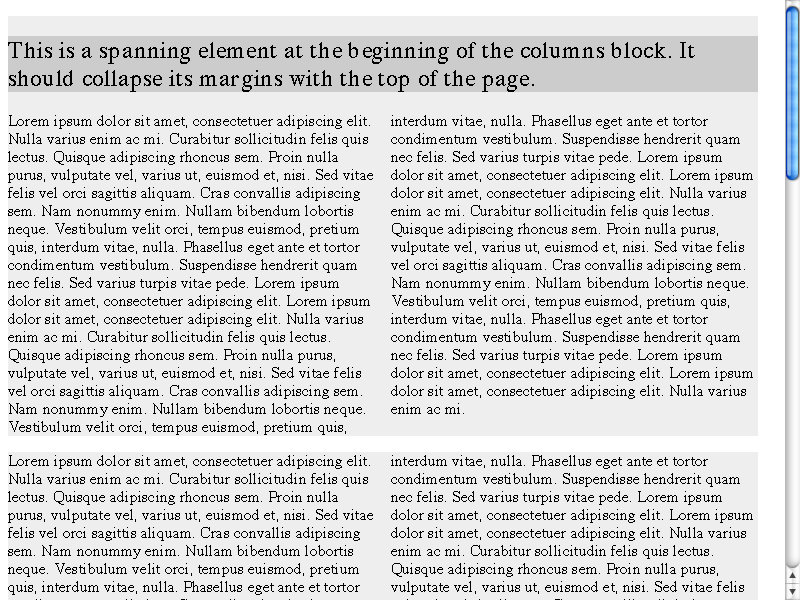 This is a spanning element at the beginning of the columns block. It
should collapse its margins with the top of the page.
Lorem ipsum dolor sit amet, consectetuer adipiscing elit.
Nulla varius enim ac mi. Curabitur sollicitudin felis quis
lectus. Quisque adipiscing rhoncus sem. Proin nulla
purus, vulputate vel, varius ut, euismod et, nisi. Sed vitae
felis vel orci sagittis aliquam. Cras convallis adipiscing
sem. Nam nonummy enim. Nullam bibendum lobortis
neque. Vestibulum velit orci, tempus euismod, pretium
quis, interdum vitae, nulla. Phasellus eget ante et tortor
condimentum vestibulum. Suspendisse hendrerit quam
nec felis. Sed varius turpis vitae pede. Lorem ipsum
dolor sit amet, consectetuer adipiscing elit. Lorem ipsum
dolor sit amet, consectetuer adipiscing elit. Nulla varius
enim ac mi. Curabitur sollicitudin felis quis lectus.
Quisque adipiscing rhoncus sem. Proin nulla purus,
vulputate vel, varius ut, euismod et, nisi. Sed vitae felis
vel orci sagittis aliquam. Cras convallis adipiscing sem.
Nam nonummy enim. Nullam bibendum lobortis neque.
Vestibulum velit orci, tempus euismod, pretium quis,
interdum vitae, nulla. Phasellus eget ante et tortor
condimentum vestibulum. Suspendisse hendrerit quam
nec felis. Sed varius turpis vitae pede. Lorem ipsum
dolor sit amet, consectetuer adipiscing elit. Lorem ipsum
dolor sit amet, consectetuer adipiscing elit. Nulla varius
enim ac mi. Curabitur sollicitudin felis quis lectus.
Quisque adipiscing rhoncus sem. Proin nulla purus,
vulputate vel, varius ut, euismod et, nisi. Sed vitae felis
vel orci sagittis aliquam. Cras convallis adipiscing sem.
Nam nonummy enim. Nullam bibendum lobortis neque.
Vestibulum velit orci, tempus euismod, pretium quis,
interdum vitae, nulla. Phasellus eget ante et tortor
condimentum vestibulum. Suspendisse hendrerit quam
nec felis. Sed varius turpis vitae pede. Lorem ipsum
dolor sit amet, consectetuer adipiscing elit. Lorem ipsum
dolor sit amet, consectetuer adipiscing elit. Nulla varius
enim ac mi.
Lorem ipsum dolor sit amet, consectetuer adipiscing elit.
Nulla varius enim ac mi. Curabitur sollicitudin felis quis
lectus. Quisque adipiscing rhoncus sem. Proin nulla
purus, vulputate vel, varius ut, euismod et, nisi. Sed vitae
felis vel orci sagittis aliquam. Cras convallis adipiscing
sem. Nam nonummy enim. Nullam bibendum lobortis
neque. Vestibulum velit orci, tempus euismod, pretium
quis, interdum vitae, nulla. Phasellus eget ante et tortor
interdum vitae, nulla. Phasellus eget ante et tortor
condimentum vestibulum. Suspendisse hendrerit quam
nec felis. Sed varius turpis vitae pede. Lorem ipsum
dolor sit amet, consectetuer adipiscing elit. Lorem ipsum
dolor sit amet, consectetuer adipiscing elit. Nulla varius
enim ac mi. Curabitur sollicitudin felis quis lectus.
Quisque adipiscing rhoncus sem. Proin nulla purus,
vulputate vel, varius ut, euismod et, nisi. Sed vitae felis